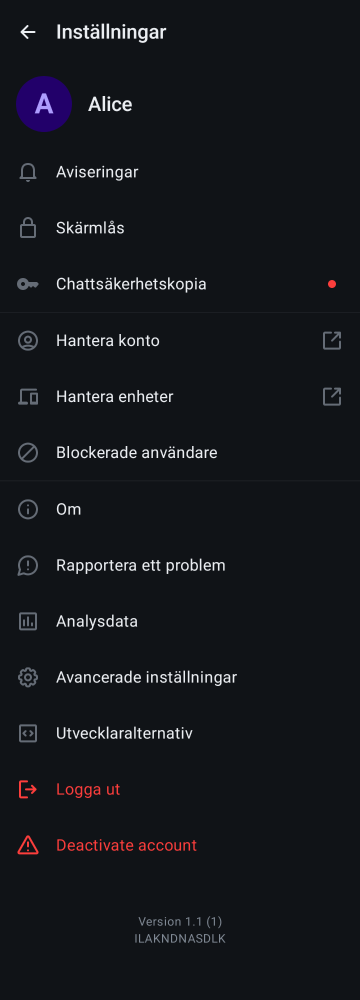 Inställningar
A
Alice
Aviseringar
Skärmlås
Chattsäkerhetskopia
Hantera konto
Hantera enheter
Blockerade användare
Om
Rapportera ett problem
Analysdata
Avancerade inställningar
Utvecklaralternativ
Logga ut
Deactivate account
Version 1.1 (1)
ILAKNDNASDLK